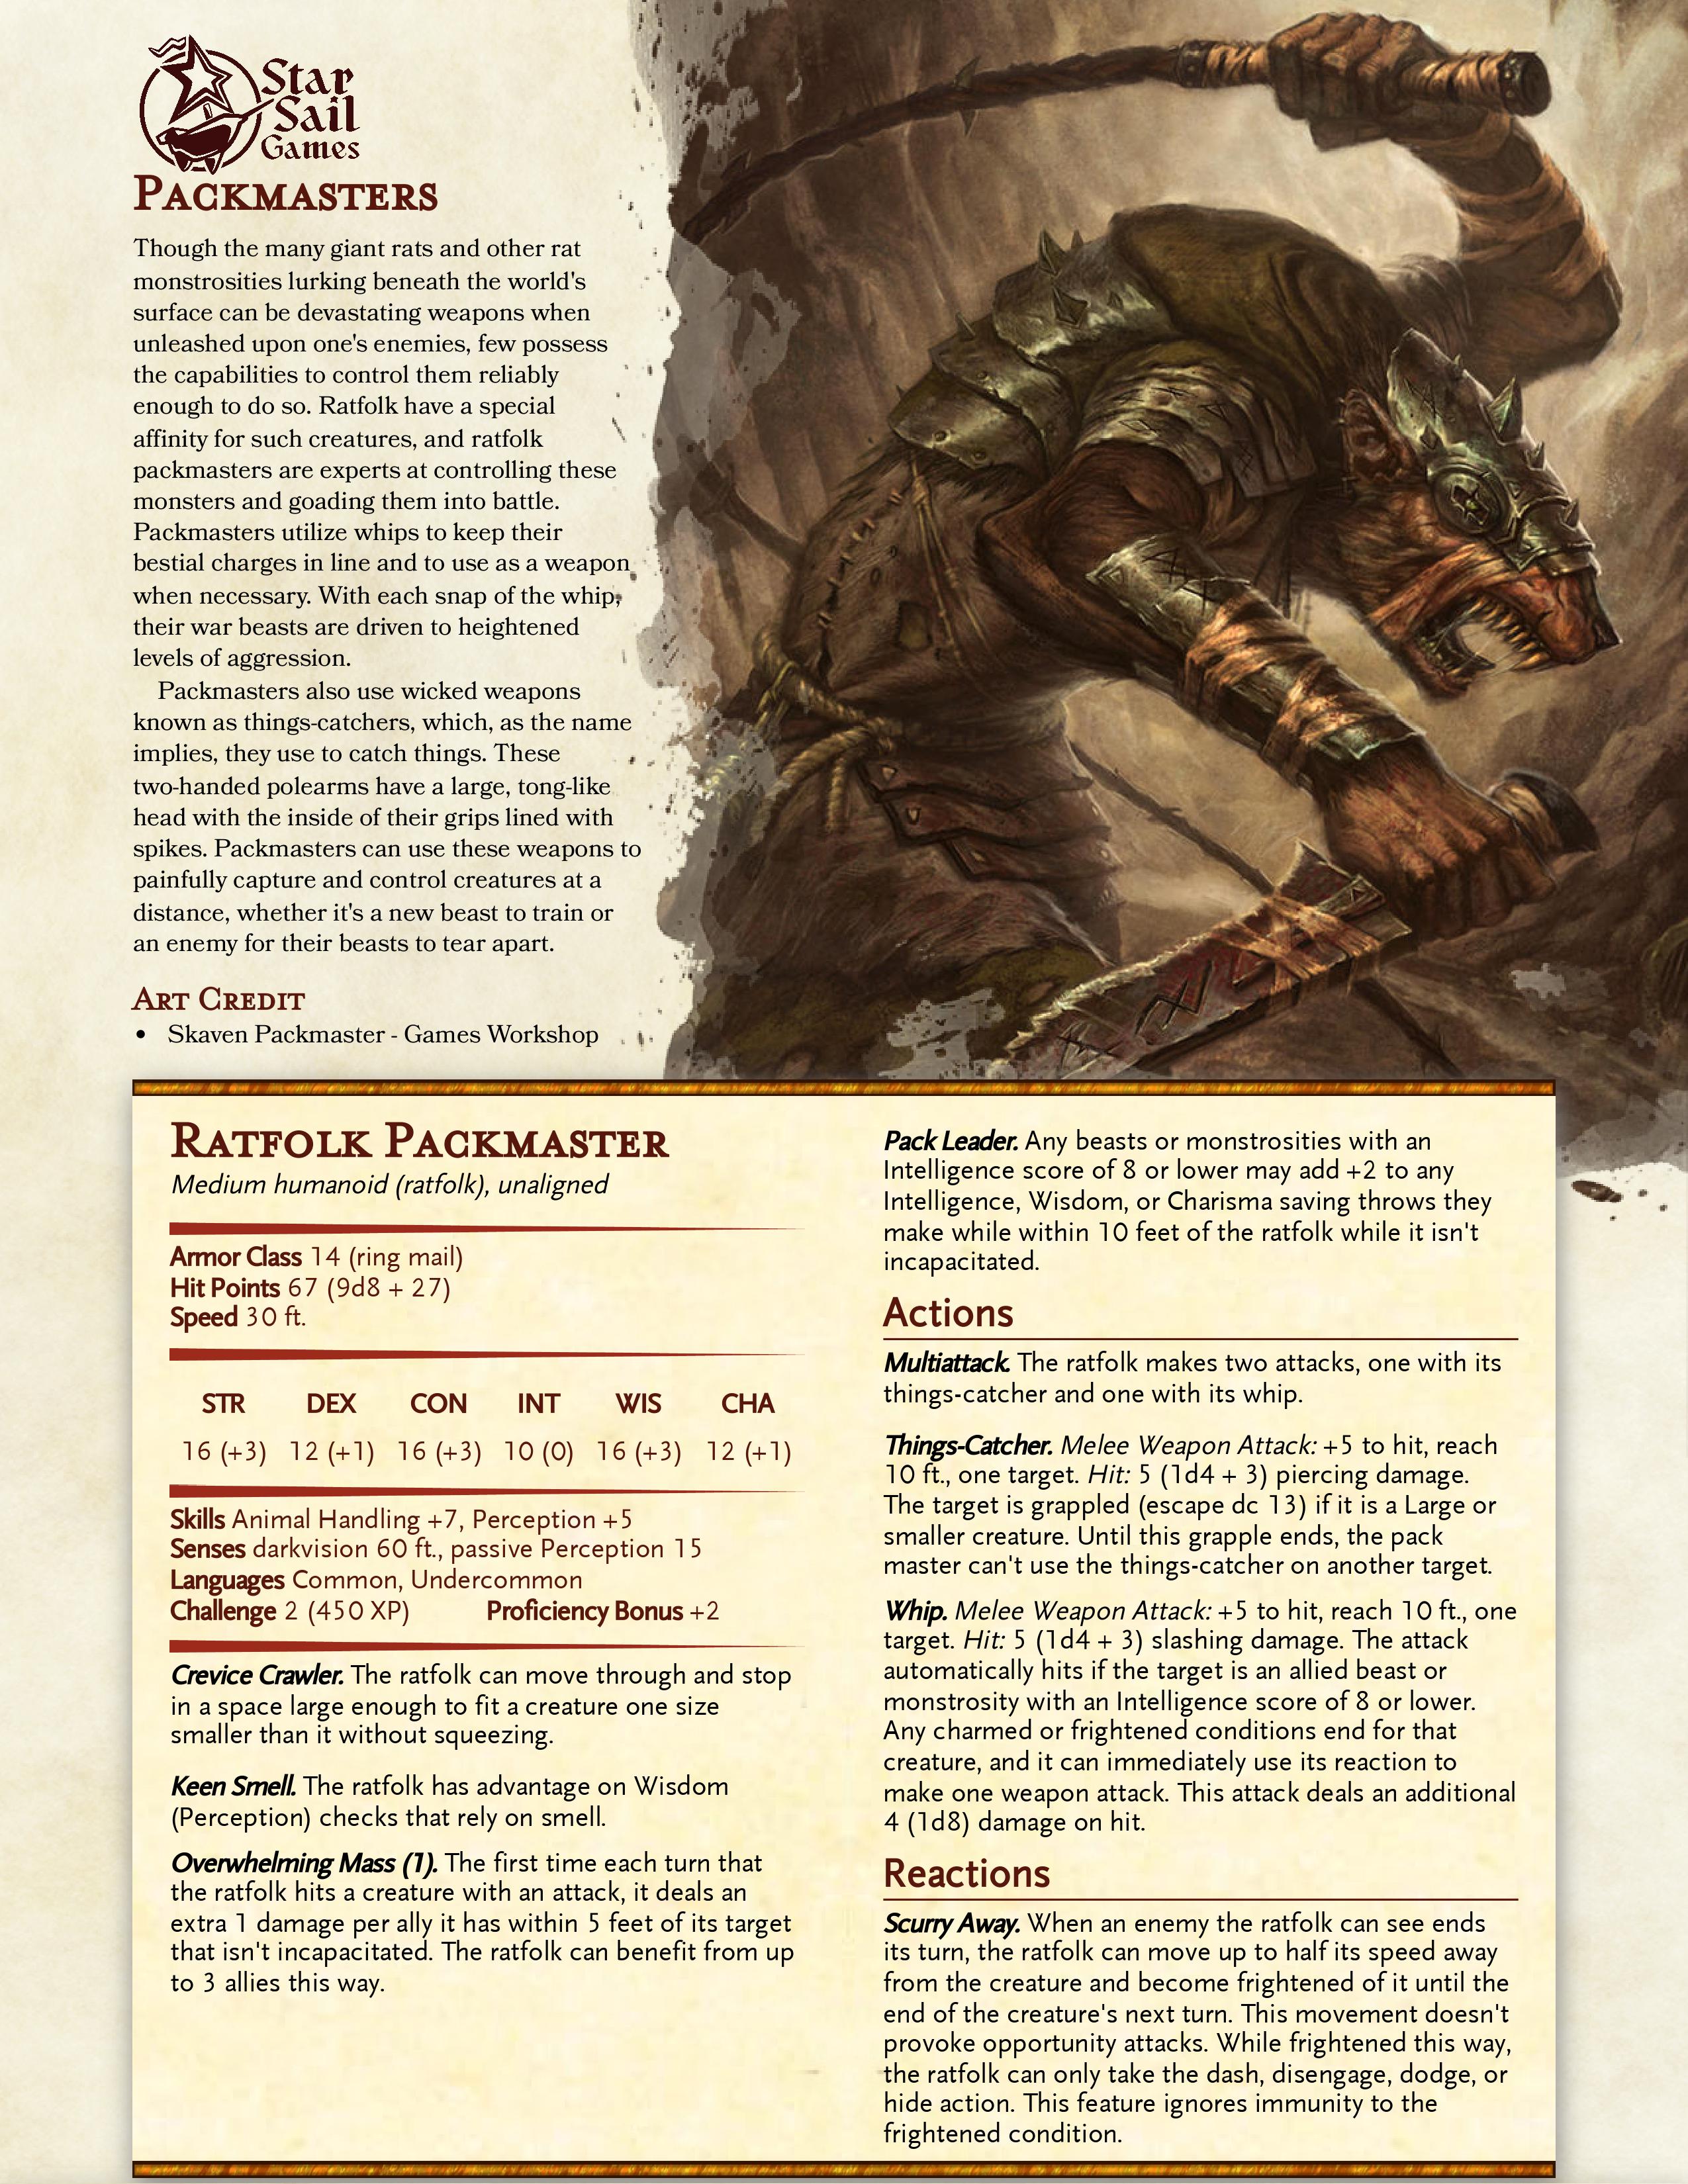 Star
Sail
Games
Packmasters
Though the many giant rats and other rat
monstrosities lurking beneath the world's
surface can be devastating weapons when
unleashed upon one's enemies, few possess
the capabilities to control them reliably
enough to do so. Ratfolk have a special
affinity for such creatures, and ratfolk
packmasters are experts at controlling these
monsters and goading them into battle.
Packmasters utilize whips to keep their
bestial charges in line and to use as a weapon
when necessary. With each snap of the whip,
their war beasts are driven to heightened
levels of aggression.
Packmasters also use wicked weapons
known as things-catchers, which, as the name
implies, they use to catch things. These
two-handed polearms have a large, tong-like
head with the inside of their grips lined with
spikes. Packmasters can use these weapons to
painfully capture and control creatures at a
distance, whether it's a new beast to train or
an enemy for their beasts to tear apart.
Art Credit
• Skaven Packmaster - Games Workshop
Ratfolk Packmaster
Medium humanoid (ratfolk), unaligned
Armor Class 14 (ring mail)
Hit Points 67 (9d8 + 27)
Speed 30 ft.
STR DEX CON INT WIS CHA
16 (+3) 12 (+1) 16 (+3) 10 (0) 16 (+3) 12 (+1)
Skills Animal Handling +7, Perception +5
Senses darkvision 60 ft., passive Perception 15
Languages Common, Undercommon
Challenge 2 (450 XP) Proficiency Bonus +2
Crevice Crawler. The ratfolk can move through and stop
in a space large enough to fit a creature one size
smaller than it without squeezing.
Keen Smell. The ratfolk has advantage on Wisdom
(Perception) checks that rely on smell.
Overwhelming Mass (1). The first time each turn that
the ratfolk hits a creature with an attack, it deals an
extra 1 damage per ally it has within 5 feet of its target
that isn't incapacitated. The ratfolk can benefit from up
to 3 allies this way.
Pack Leader. Any beasts or monstrosities with an
Intelligence score of 8 or lower may add +2 to any
Intelligence, Wisdom, or Charisma saving throws they
make while within 10 feet of the ratfolk while it isn't
incapacitated.
Actions
Multiattack. The ratfolk makes two attacks, one with its
things-catcher and one with its whip.
Things-Catcher. Melee Weapon Attack: +5 to hit, reach
10 ft., one target. Hit: 5 (1d4 + 3) piercing damage.
The target is grappled (escape dc 13) if it is a Large or
smaller creature. Until this grapple ends, the pack
master can't use the things-catcher on another target.
Whip. Melee Weapon Attack: +5 to hit, reach 10 ft., one
target. Hit: 5 (1d4 + 3) slashing damage. The attack
automatically hits if the target is an allied beast or
monstrosity with an Intelligence score of 8 or lower.
Any charmed or frightened conditions end for that
creature, and it can immediately use its reaction to
make one weapon attack. This attack deals an additional
4 (1d8) damage on hit.
Reactions
Scurry Away. When an enemy the ratfolk can see ends
its turn, the ratfolk can move up to half its speed away
from the creature and become frightened of it until the
end of the creature's next turn. This movement doesn't
provoke opportunity attacks. While frightened this way,
the ratfolk can only take the dash, disengage, dodge, or
hide action. This feature ignores immunity to the
frightened condition.